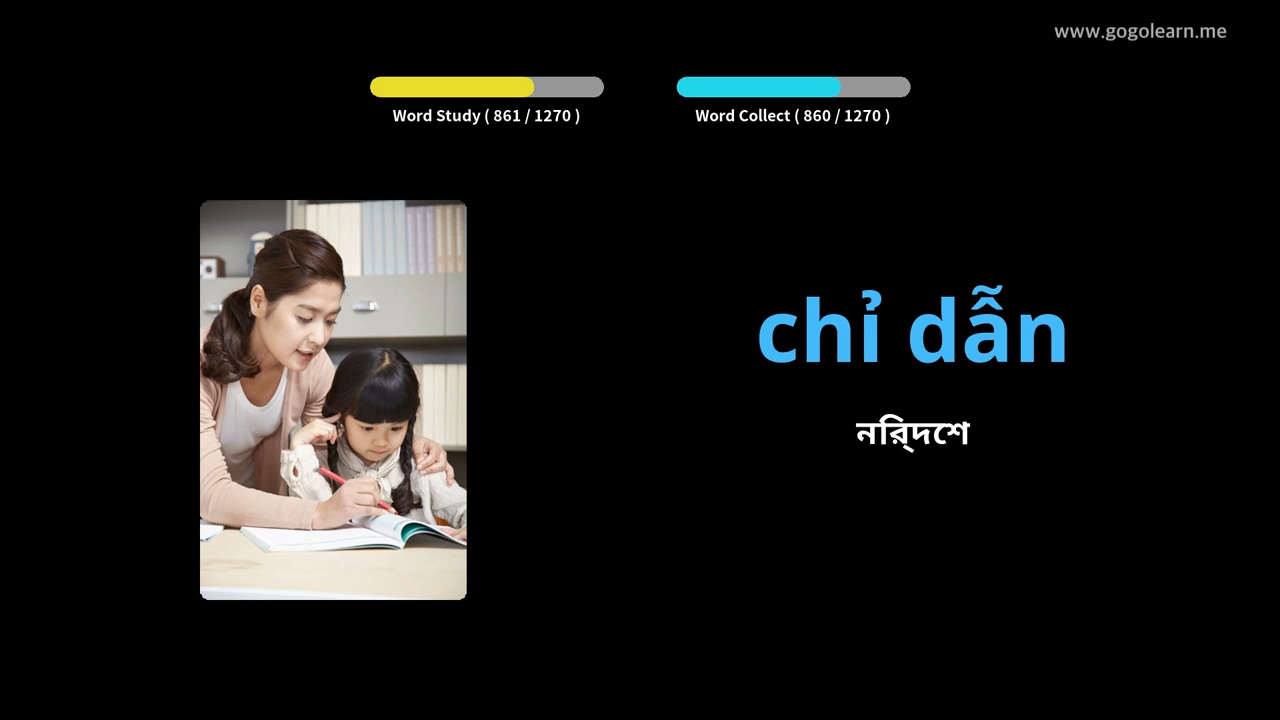 www.gogolearn.me
Word Study ( 861 / 1270 )
Word Collect ( 860 / 1270 )
chỉ dẫn
নির্দেশ